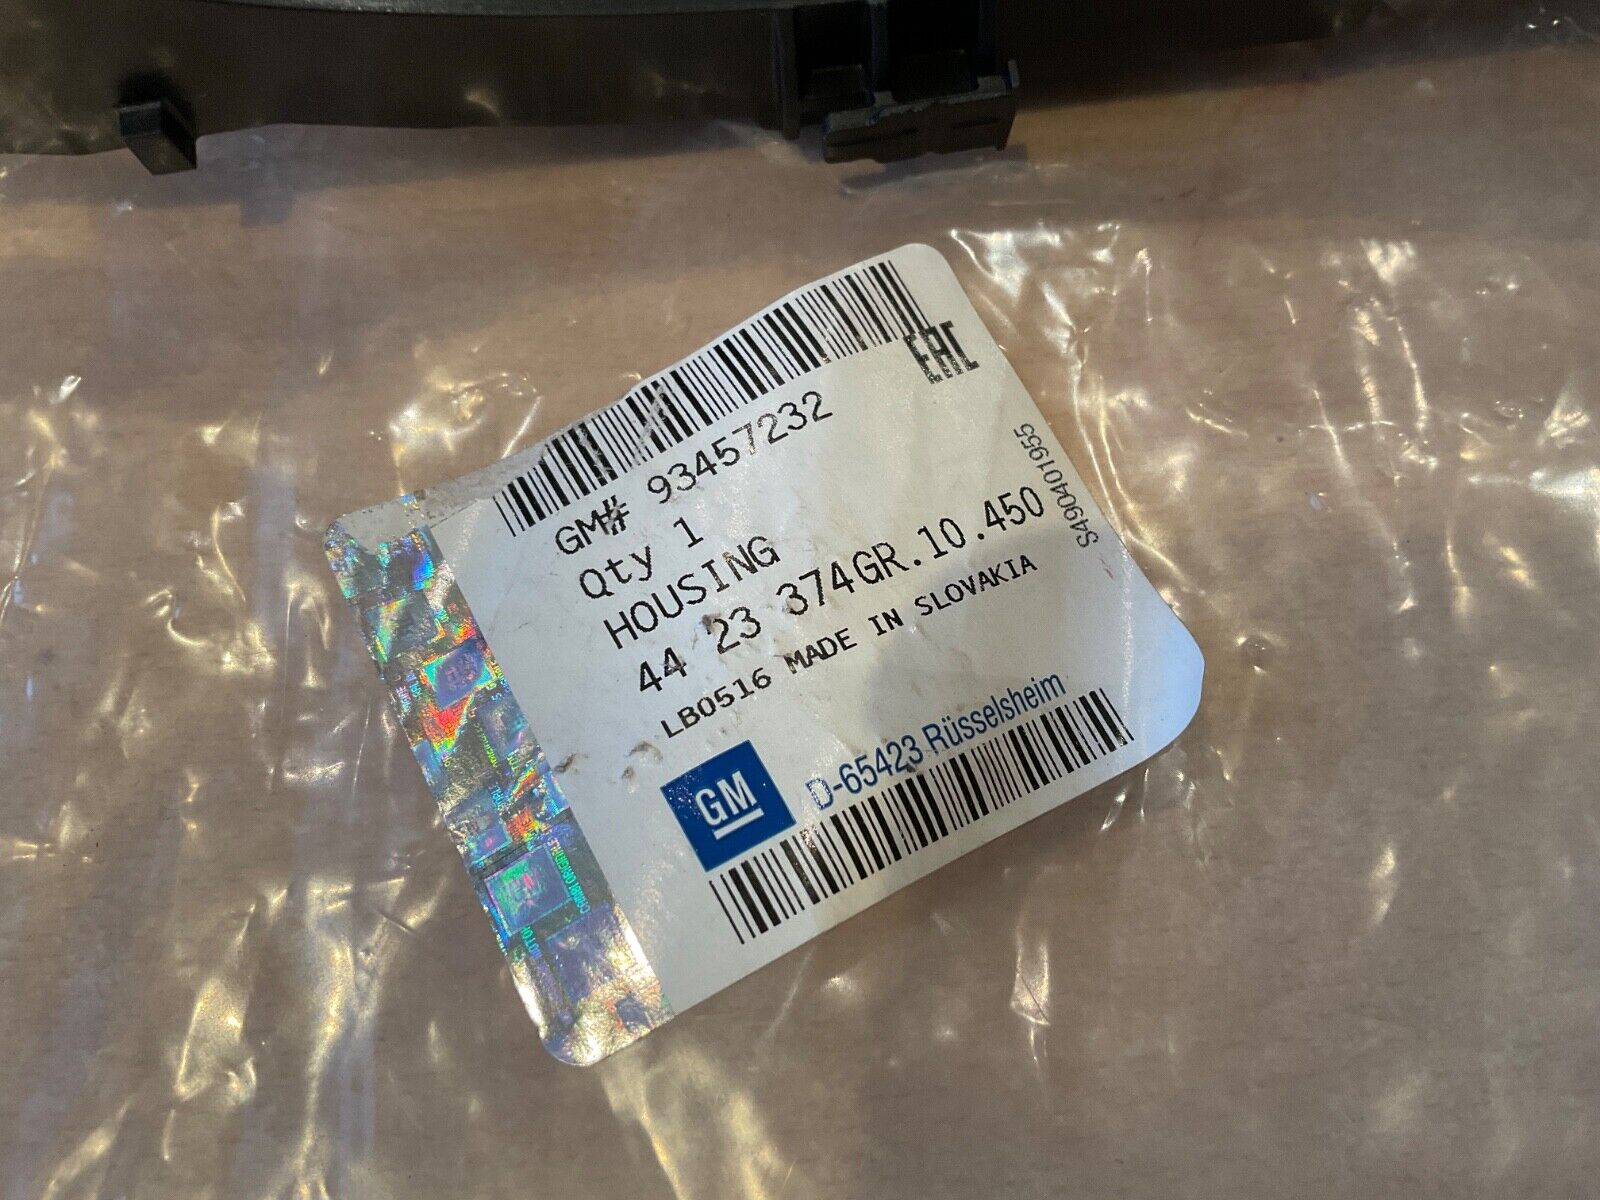 EAC
GM# 93457232
Qty 1
HOUSING
44 23 374GR.10.450
LB0516 MADE IN SLOVAKIA
S490401955
GM
D-65423 Rüsselsheim